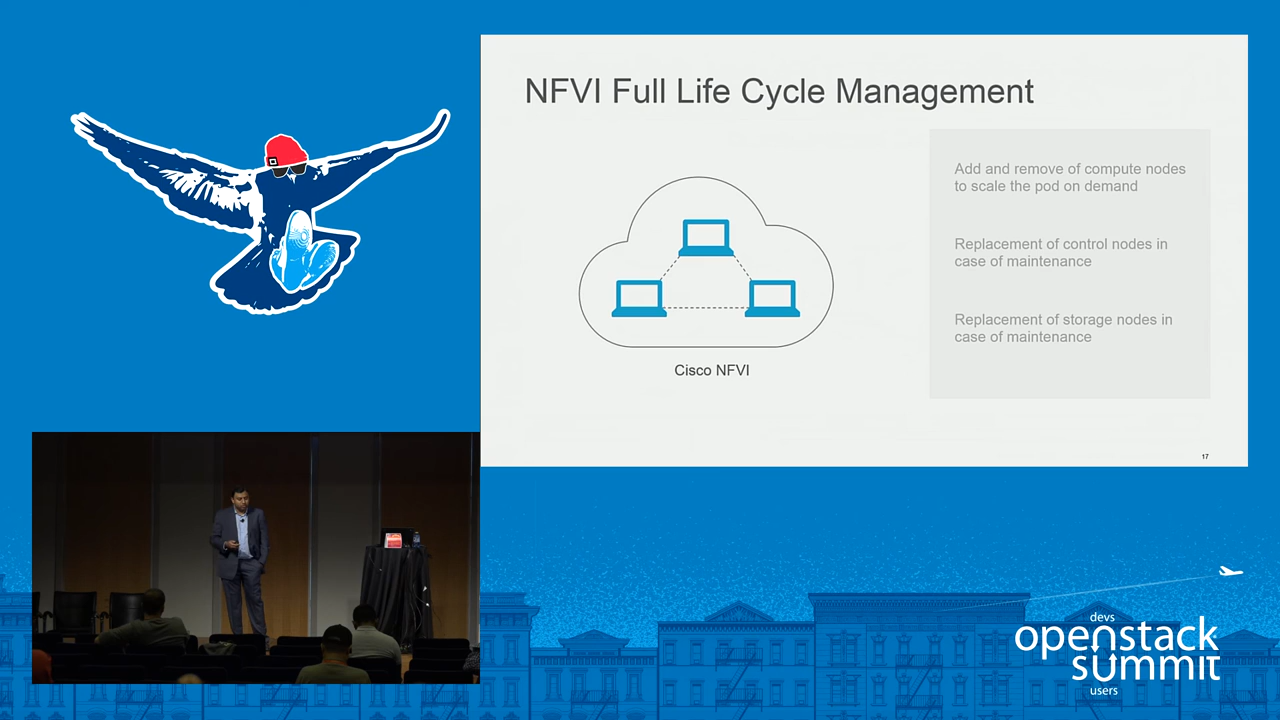 NFVI Full Life Cycle Management
Add and remove of compute nodes
to scale the pod on demand
Replacement of control nodes in
case of maintenance
Replacement of storage nodes in
case of maintenance
Cisco NFVI
17
devs
openstack
summit
users